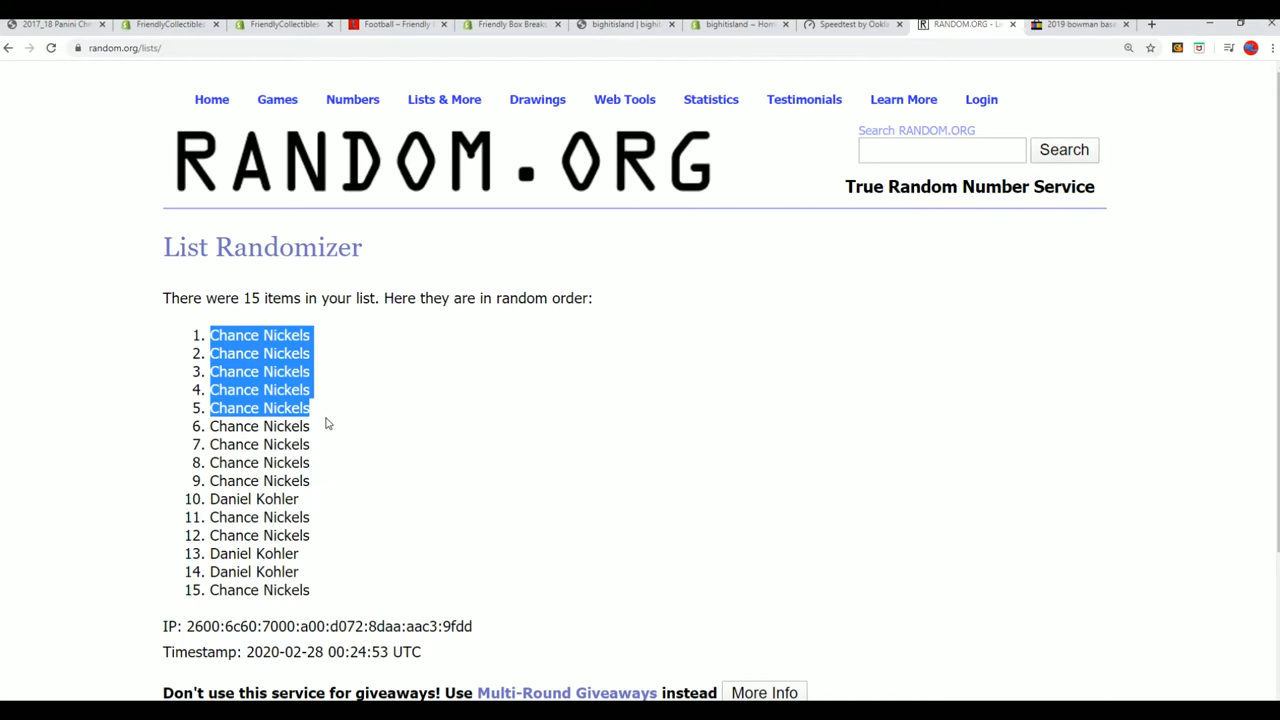 2017_18 Panini Chr
FriendlyCollectibles
FriendlyCollectibles
Football – Friendly
Friendly Box Breaks
bighitisland | bighit
bighitisland – Hom
Speedtest by Ookla
RANDOM.ORG - Li
2019 bowman base
random.org/lists/
Home Games Numbers Lists & More Drawings Web Tools Statistics Testimonials Learn More Login
RANDOM.ORG
Search RANDOM.ORG
Search
True Random Number Service
List Randomizer
There were 15 items in your list. Here they are in random order:
1. Chance Nickels
2. Chance Nickels
3. Chance Nickels
4. Chance Nickels
5. Chance Nickels
6. Chance Nickels
7. Chance Nickels
8. Chance Nickels
9. Chance Nickels
10. Daniel Kohler
11. Chance Nickels
12. Chance Nickels
13. Daniel Kohler
14. Daniel Kohler
15. Chance Nickels
IP: 2600:6c60:7000:a00:d072:8daa:aac3:9fdd
Timestamp: 2020-02-28 00:24:53 UTC
Don't use this service for giveaways! Use Multi-Round Giveaways instead More Info